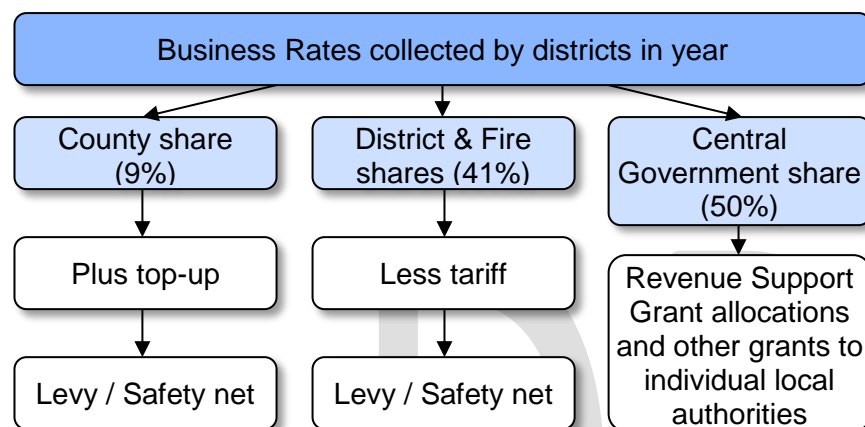 Business Rates collected by districts in year
County share
(9%)
District & Fire
shares (41%)
Central
Government share
(50%)
Plus top-up
Less tariff
Revenue Support
Grant allocations
and other grants to
individual local
authorities
Levy / Safety net
Levy / Safety net